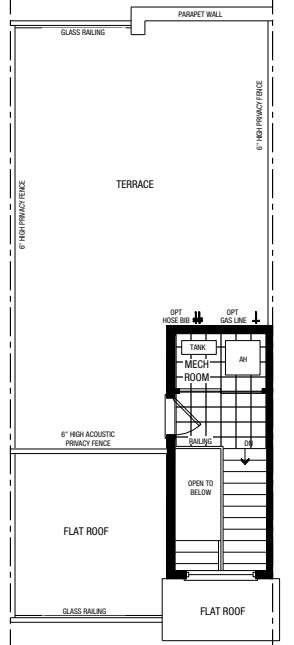 PARAPET WALL
GLASS RAILING
6" HIGH PRIVACY FENCE
TERRACE
6" HIGH PRIVACY FENCE
OPT
HOSE BIB
OPT
GAS LINE
TANK
AH
MECH
ROOM
6" HIGH ACOUSTIC
PRIVACY FENCE
RAILING
DN
OPEN TO
BELOW
FLAT ROOF
GLASS RAILING
FLAT ROOF